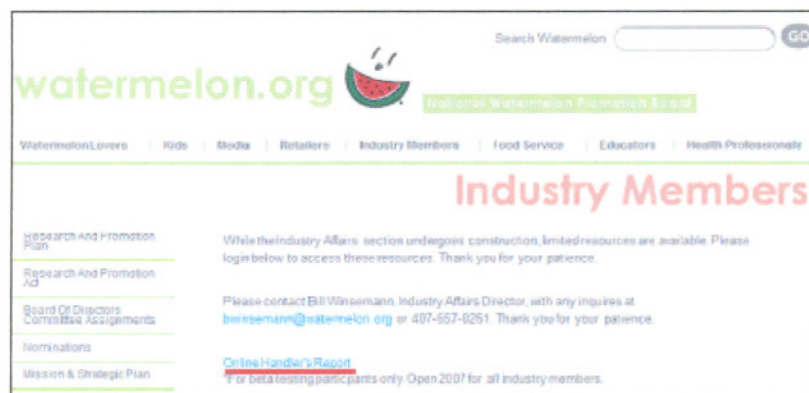 Search Watermelon GO
watermelon.org
National Watermelon Promotion Board
Watermelon Lovers | Kids | Media | Retailers | Industry Members | Food Service | Educators | Health Professionals
Industry Members
Research And Promotion
Plan
Research And Promotion
Act
Board Of Directors
Committee Assignments
Nominations
Mission & Strategic Plan
While the Industry Affairs section undergoes construction, limited resources are available. Please
login below to access these resources. Thank you for your patience.
Please contact Bill Winsemann, Industry Affairs Director, with any inquires at
bwinsemann@watermelon.org or 407-657-0261. Thank you for your patience.
Online Handler's Report
*For beta testing participants only. Open 2007 for all industry members.